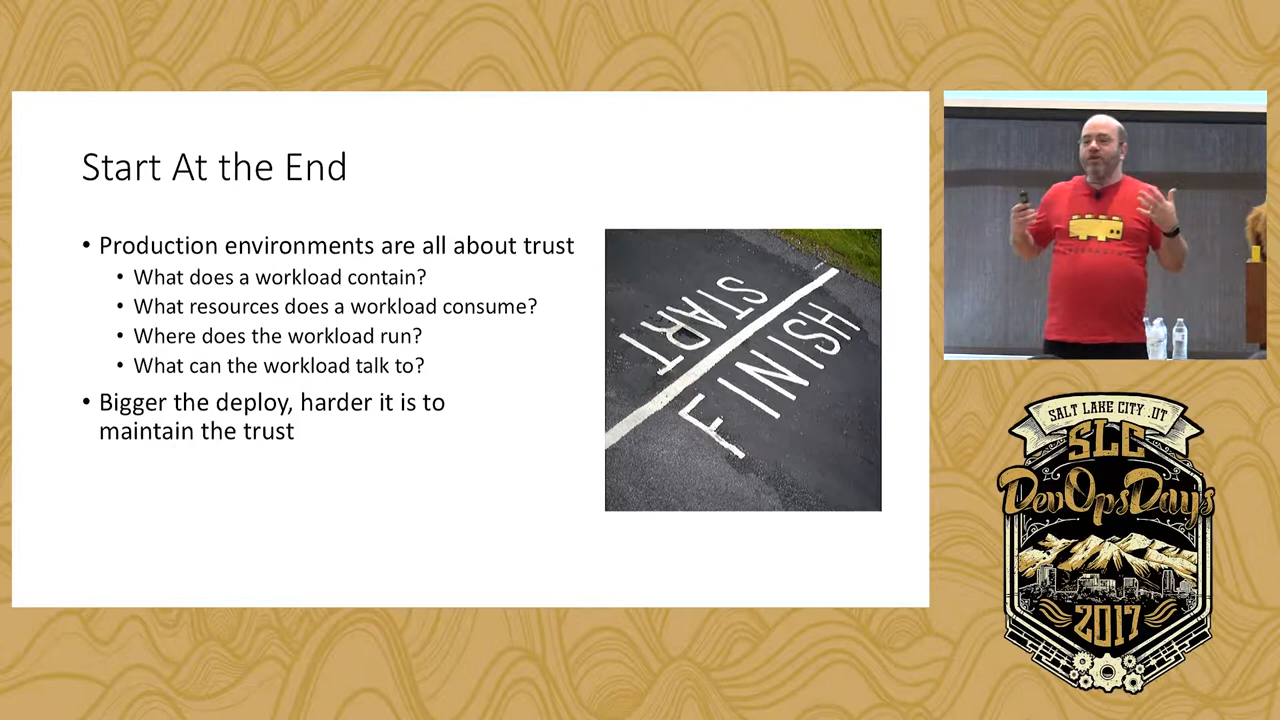 Start At the End
• Production environments are all about trust
• What does a workload contain?
• What resources does a workload consume?
• Where does the workload run?
• What can the workload talk to?
• Bigger the deploy, harder it is to
maintain the trust
START
FINISH
SALT LAKE CITY .UT
SLC
DevOpsDays
2017